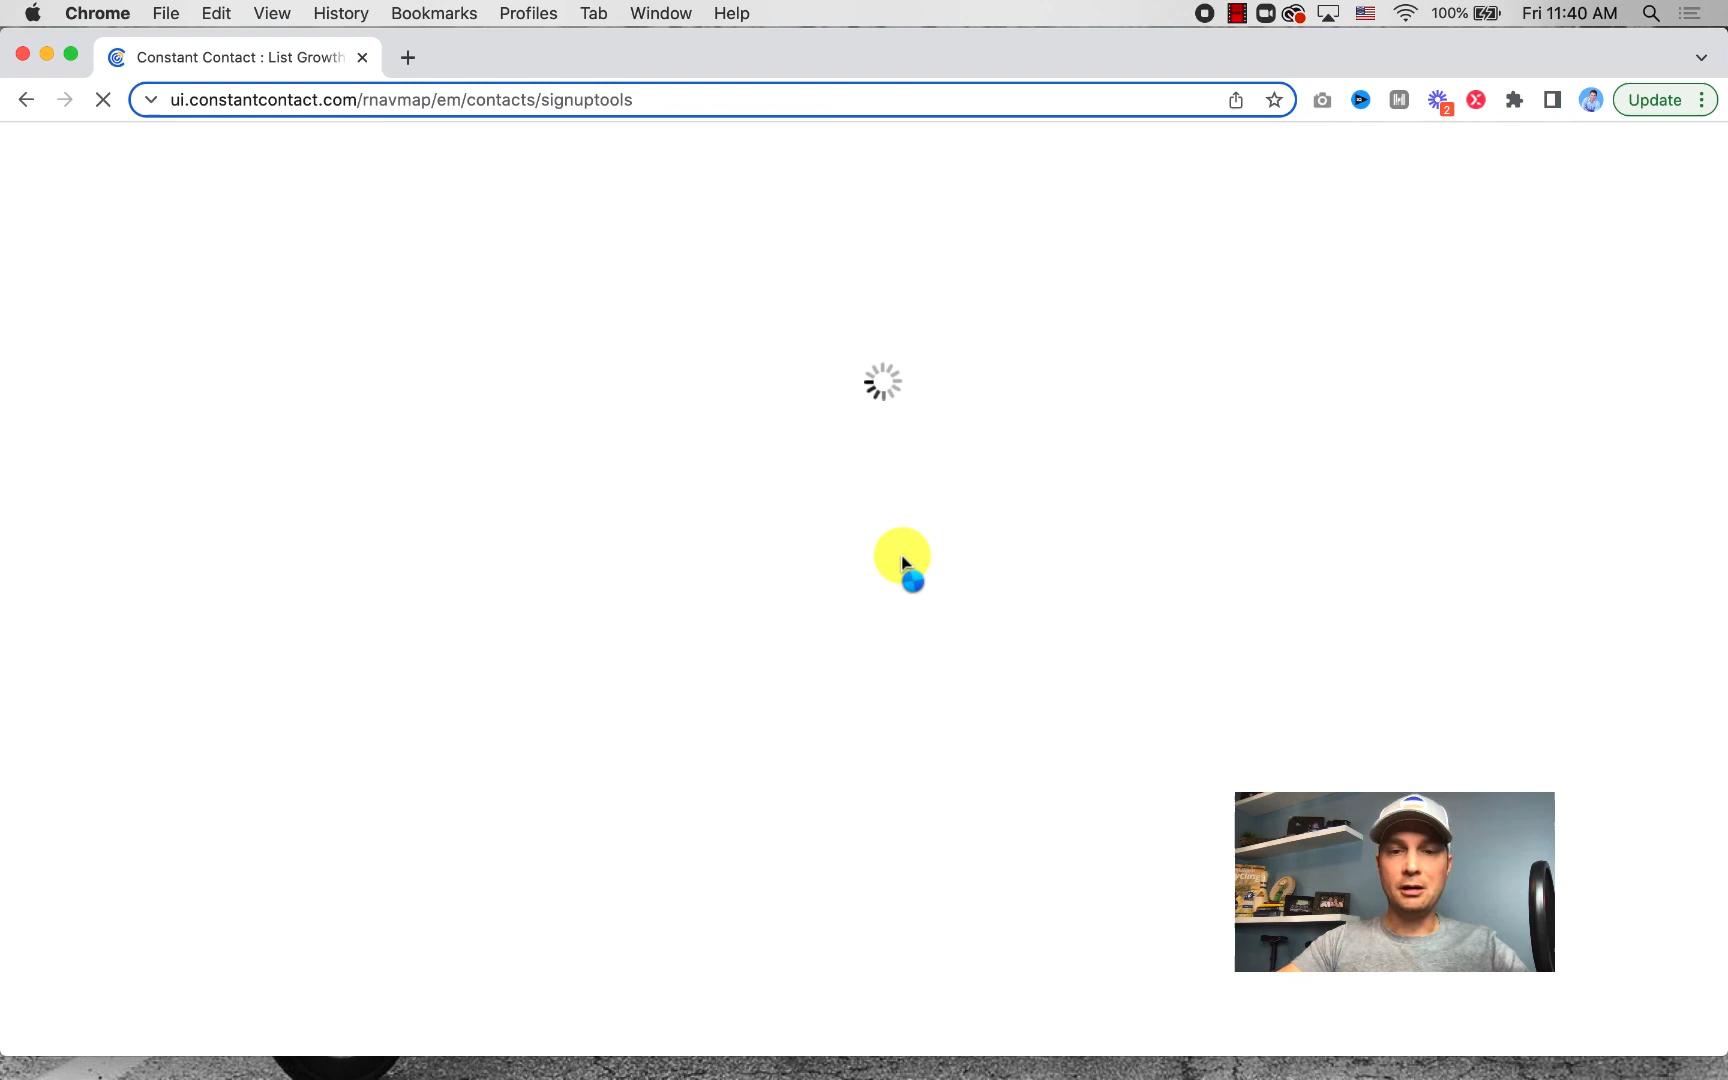 Chrome File Edit View History Bookmarks Profiles Tab Window Help 100% Fri 11:40 AM
Constant Contact : List Growth
ui.constantcontact.com/rnavmap/em/contacts/signuptools 2 Update